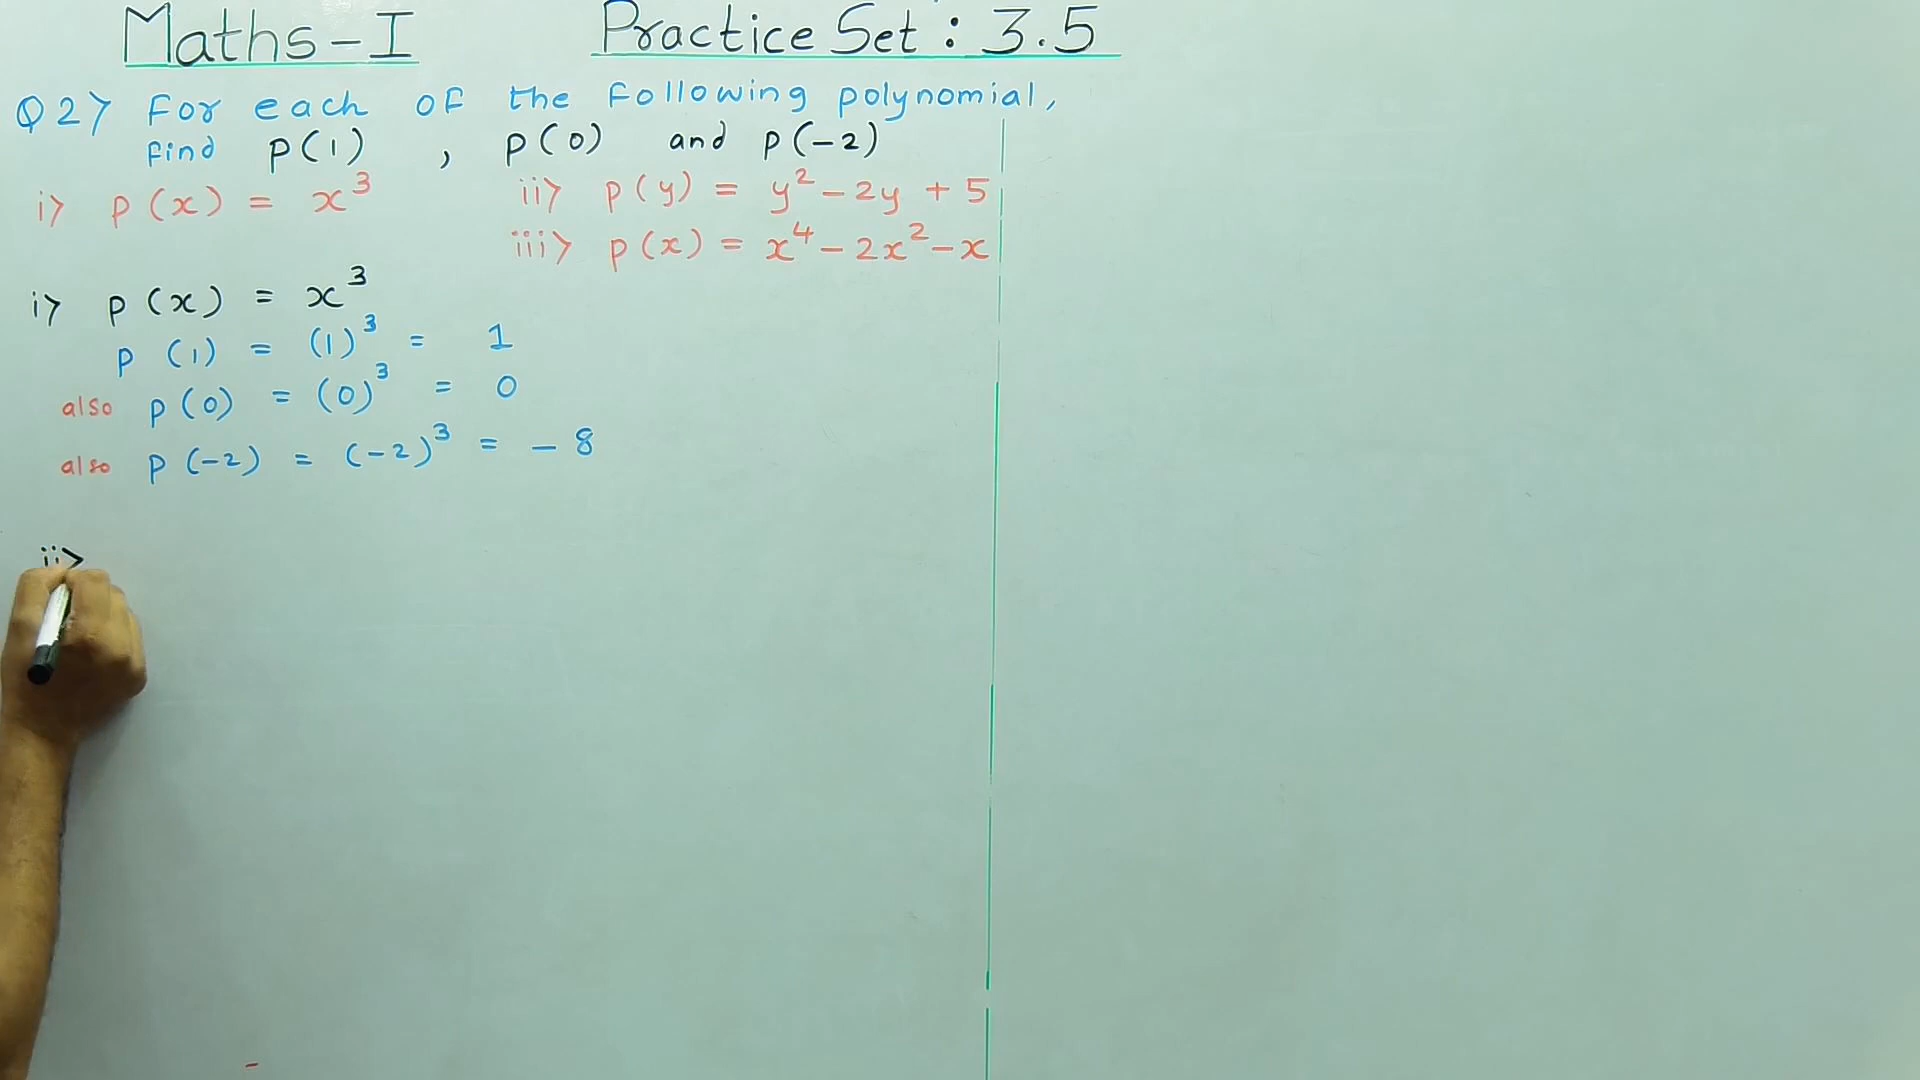 Maths-I Practice Set : 3.5
Q2> For each of the following polynomial,
find p(1) , p(0) and p(-2)
i> p(x) = x³ ii> p(y) = y² - 2y + 5
iii> p(x) = x⁴ - 2x² - x
i> p(x) = x³
p (1) = (1)³ = 1
also p(0) = (0)³ = 0
also p(-2) = (-2)³ = - 8
ii>